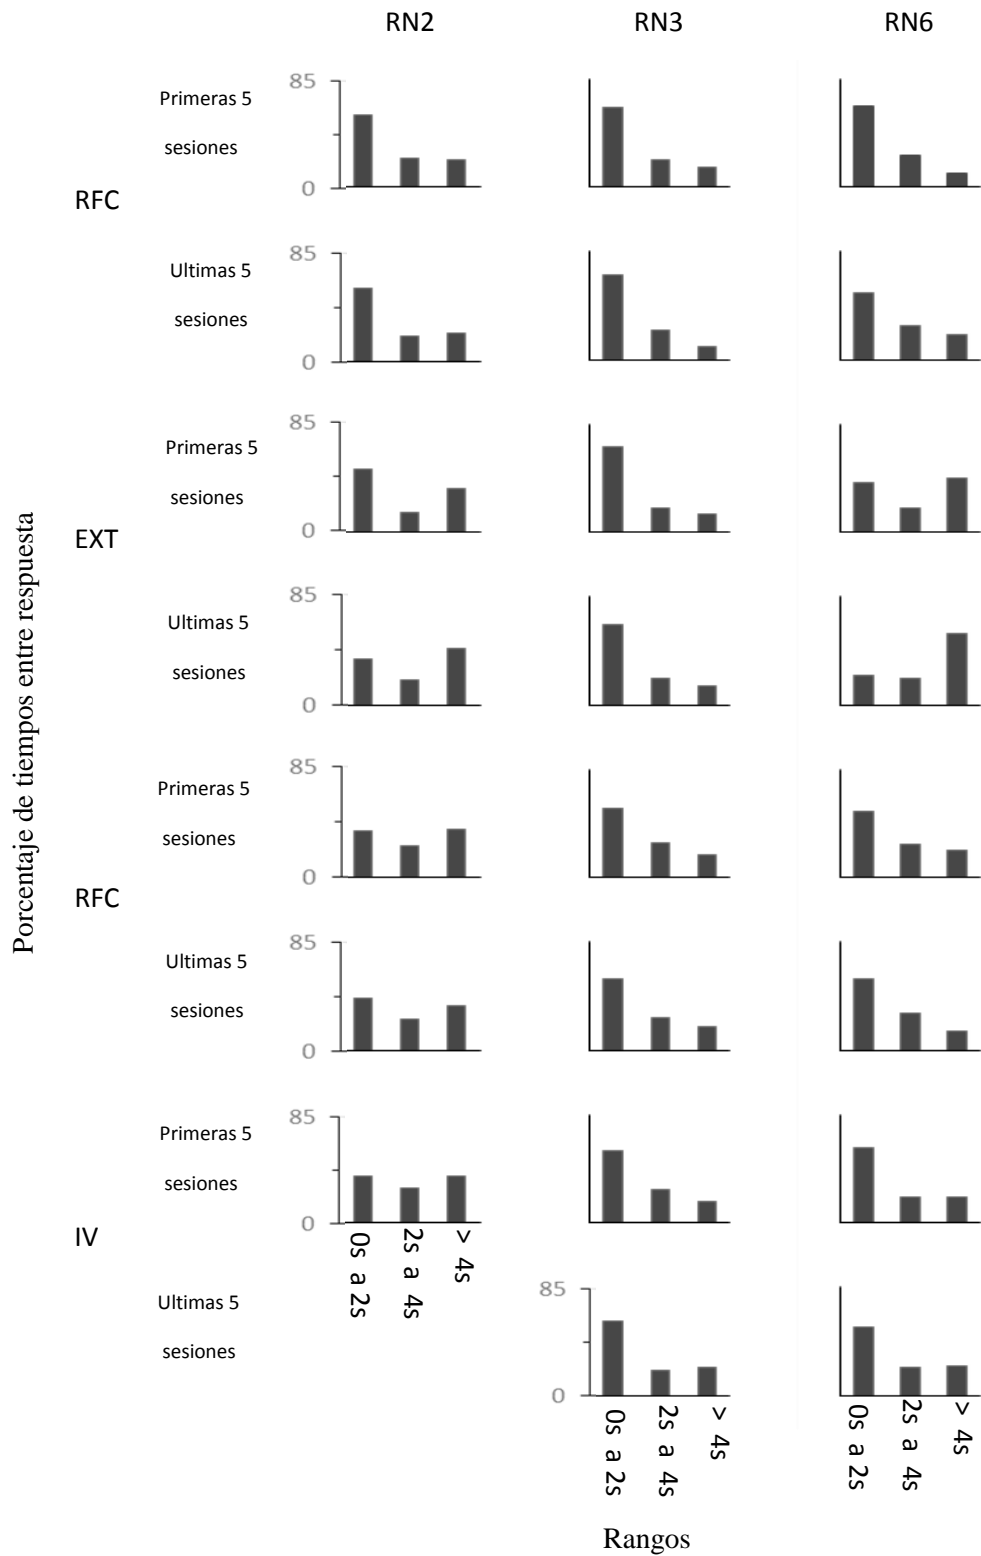 RN2 RN3 RN6
85
Primeras 5
sesiones
0
RFC
85
Ultimas 5
sesiones
0
85
Primeras 5
sesiones
0
EXT
85
Ultimas 5
sesiones
0
Porcentaje de tiempos entre respuesta
85
Primeras 5
sesiones
0
RFC
85
Ultimas 5
sesiones
0
85
Primeras 5
sesiones
0
IV
0s a 2s
2s a 4s
> 4s
85
Ultimas 5
sesiones
0
0s a 2s
2s a 4s
> 4s
0s a 2s
2s a 4s
> 4s
Rangos